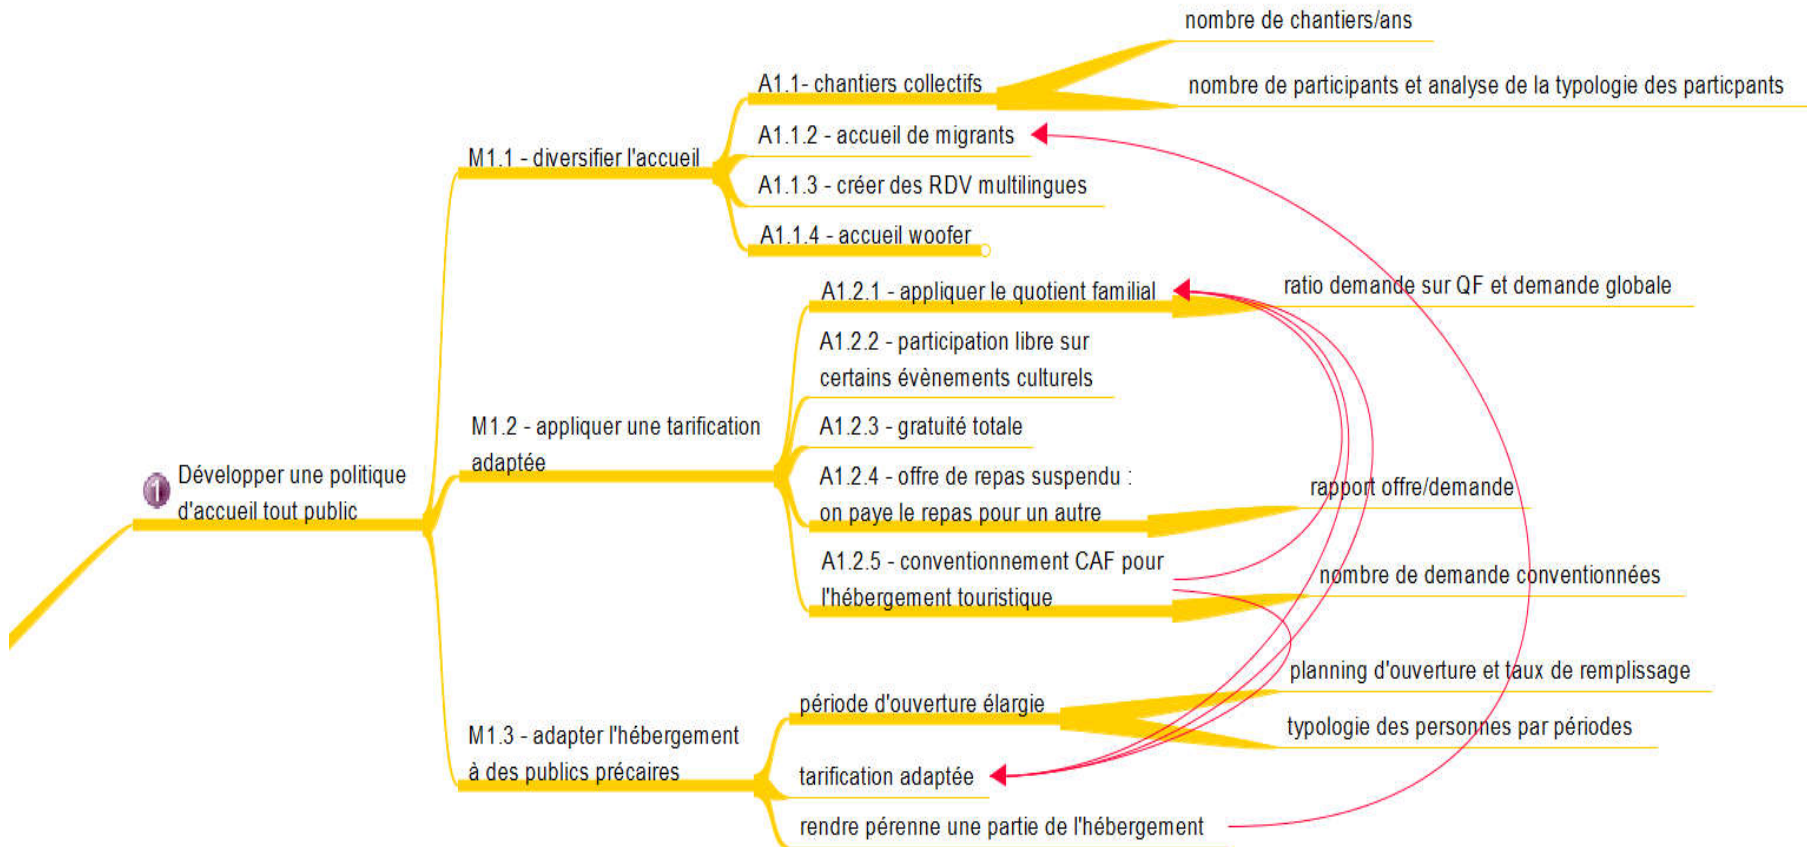 nombre de chantiers/ans
A1.1- chantiers collectifs
nombre de participants et analyse de la typologie des particpants
A1.1.2 - accueil de migrants
M1.1 - diversifier l'accueil
A1.1.3 - créer des RDV multilingues
A1.1.4 - accueil woofer
A1.2.1 - appliquer le quotient familial
ratio demande sur QF et demande globale
A1.2.2 - participation libre sur
certains évènements culturels
M1.2 - appliquer une tarification
adaptée
A1.2.3 - gratuité totale
1
Développer une politique
d'accueil tout public
A1.2.4 - offre de repas suspendu :
on paye le repas pour un autre
rapport offre/demande
A1.2.5 - conventionnement CAF pour
l'hébergement touristique
nombre de demande conventionnées
planning d'ouverture et taux de remplissage
période d'ouverture élargie
typologie des personnes par périodes
M1.3 - adapter l'hébergement
à des publics précaires
tarification adaptée
rendre pérenne une partie de l'hébergement